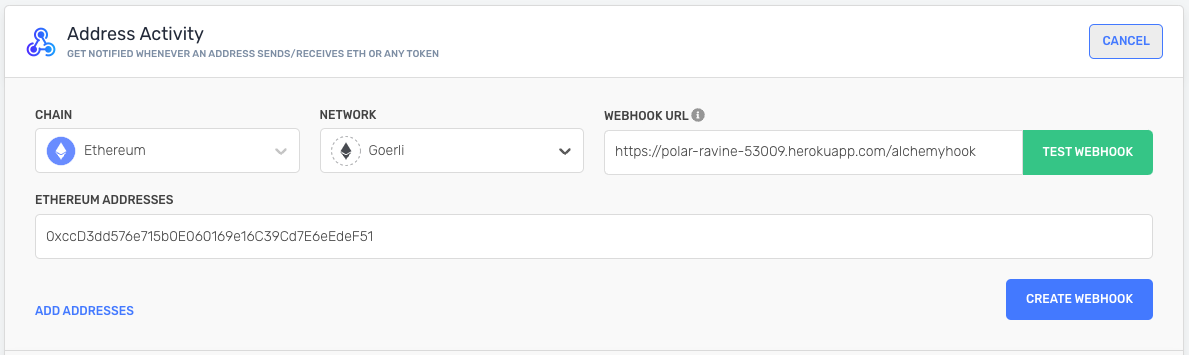 Address Activity
GET NOTIFIED WHENEVER AN ADDRESS SENDS/RECEIVES ETH OR ANY TOKEN
CANCEL
CHAIN
NETWORK
WEBHOOK URL
Ethereum
Goerli
https://polar-ravine-53009.herokuapp.com/alchemyhook
TEST WEBHOOK
ETHEREUM ADDRESSES
0xccD3dd576e715b0E060169e16C39Cd7E6eEdeF51
ADD ADDRESSES
CREATE WEBHOOK